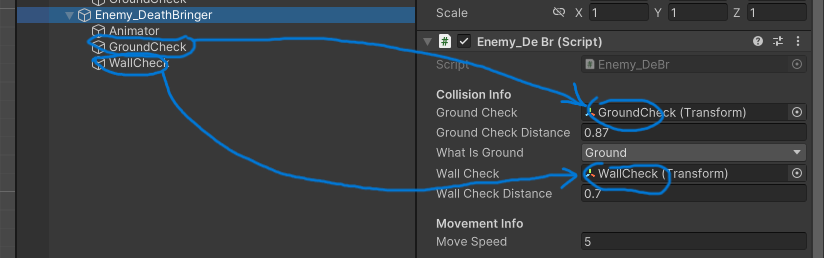 GroundCheck
Enemy_DeathBringer
Animator
GroundCheck
WallCheck
Scale X 1 Y 1 Z 1
# Enemy_De Br (Script)
Script # Enemy_DeBr
Collision Info
Ground Check GroundCheck (Transform)
Ground Check Distance 0.87
What Is Ground Ground
Wall Check WallCheck (Transform)
Wall Check Distance 0.7
Movement Info
Move Speed 5